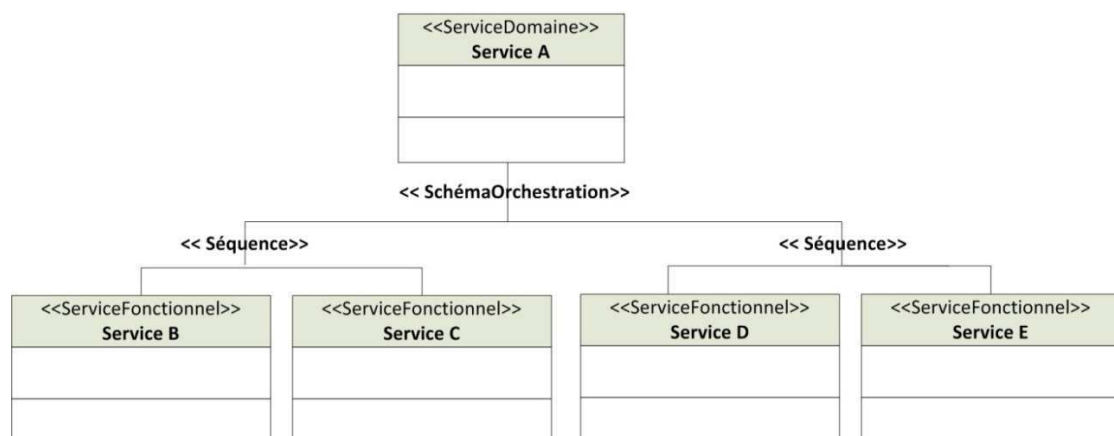 <<ServiceDomaine>>
Service A
<< SchémaOrchestration>>
<< Séquence>>
<< Séquence>>
<<ServiceFonctionnel>>
Service B
<<ServiceFonctionnel>>
Service C
<<ServiceFonctionnel>>
Service D
<<ServiceFonctionnel>>
Service E